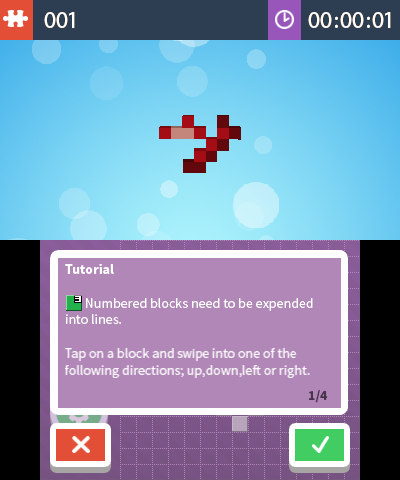 001
00:00:01
Tutorial
3 Numbered blocks need to be expended
into lines.
Tap on a block and swipe into one of the
following directions; up,down,left or right.
1/4